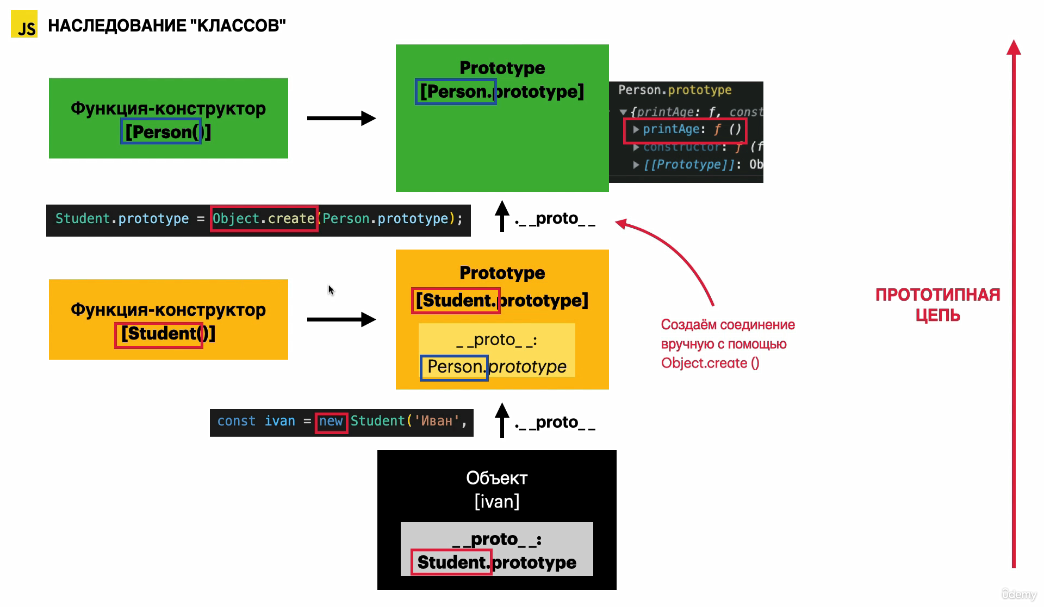 JS НАСЛЕДОВАНИЕ "КЛАССОВ"
Функция-конструктор
[Person()]
Prototype
[Person.prototype]
Person.prototype
▼{printAge: ƒ, const
▶printAge: ƒ ()
▶constructor: ƒ (f
▶[[Prototype]]: Ob
Student.prototype = Object.create(Person.prototype);
.__proto__
Функция-конструктор
[Student()]
Prototype
[Student.prototype]
__proto__:
Person.prototype
Создаём соединение
вручную с помощью
Object.create ()
ПРОТОТИПНАЯ
ЦЕПЬ
const ivan = new Student('Иван',
.__proto__
Объект
[ivan]
__proto__:
Student.prototype
ûdemy